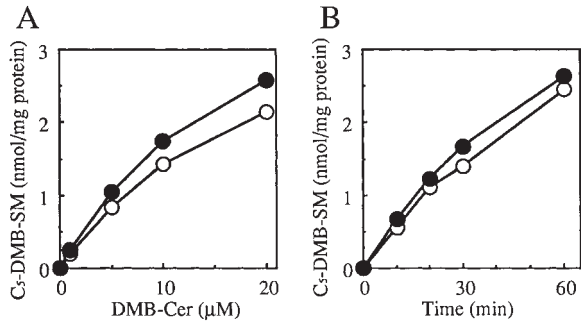 A
C5-DMB-SM (nmol/mg protein)
3
2
1
0
0
10
20
DMB-Cer (μM)
B
C5-DMB-SM (nmol/mg protein)
3
2
1
0
0
30
60
Time (min)